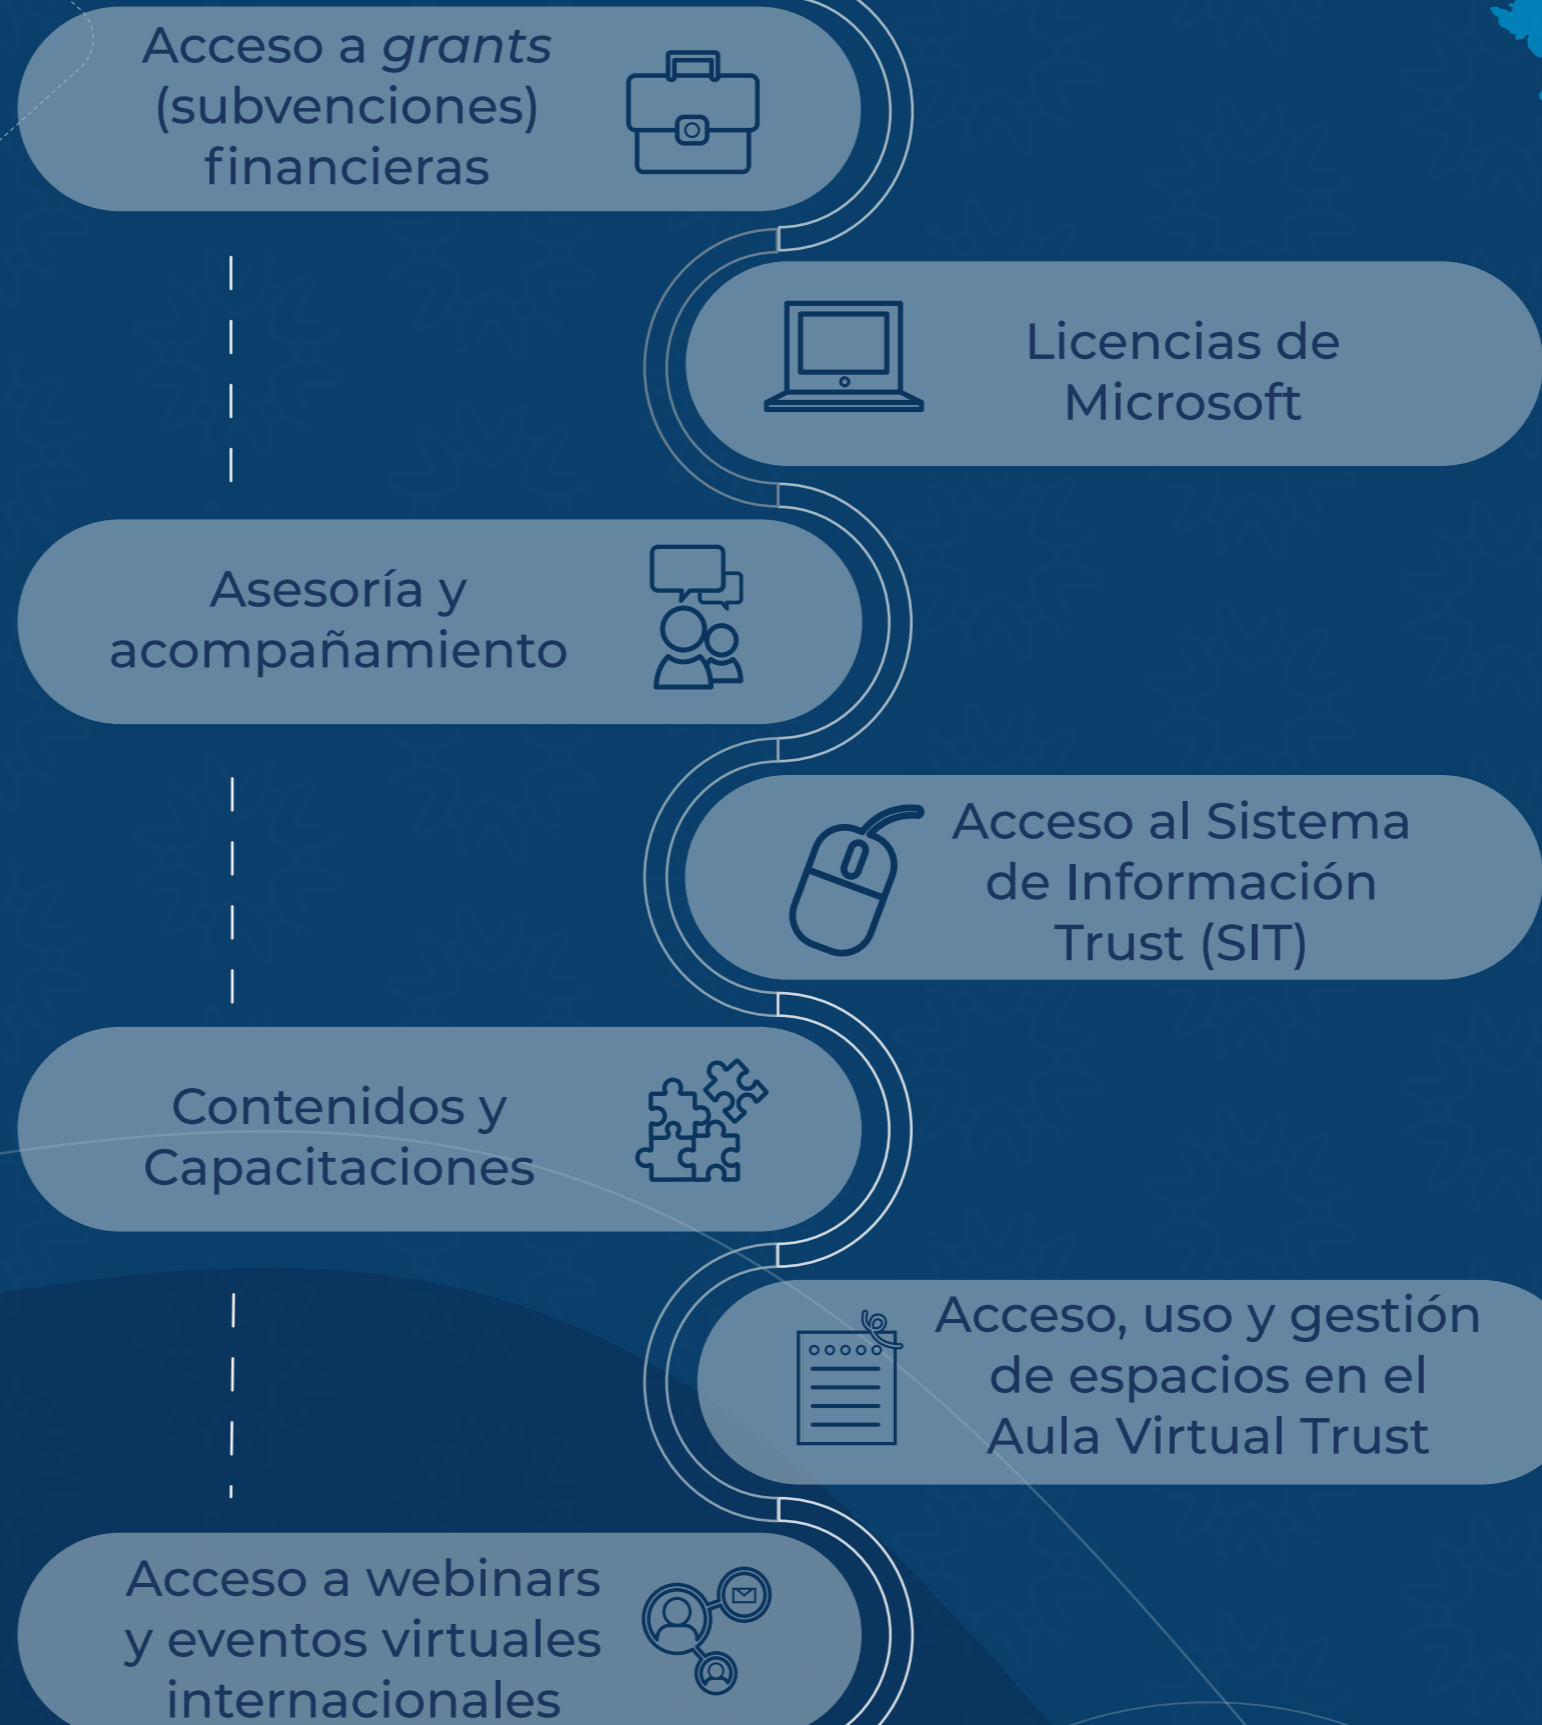 Acceso a grants
(subvenciones)
financieras
Licencias de
Microsoft
Asesoría y
acompañamiento
Acceso al Sistema
de Información
Trust (SIT)
Contenidos y
Capacitaciones
Acceso, uso y gestión
de espacios en el
Aula Virtual Trust
Acceso a webinars
y eventos virtuales
internacionales